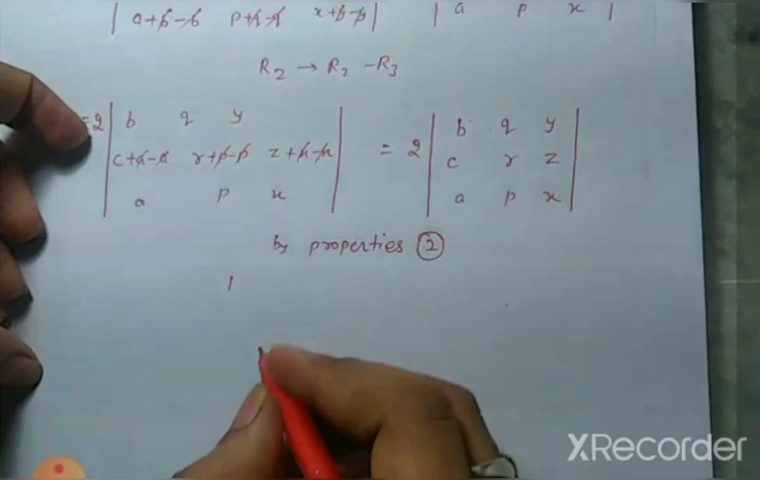 | a+b-b p+q-q x+p-p | | a p x |
R₂ → R₂ - R₃
=2 | b q y | = 2 | b q y |
| c+a-a r+p-p z+x-x | | c r z |
| a p x | | a p x |
by properties ②
XRecorder